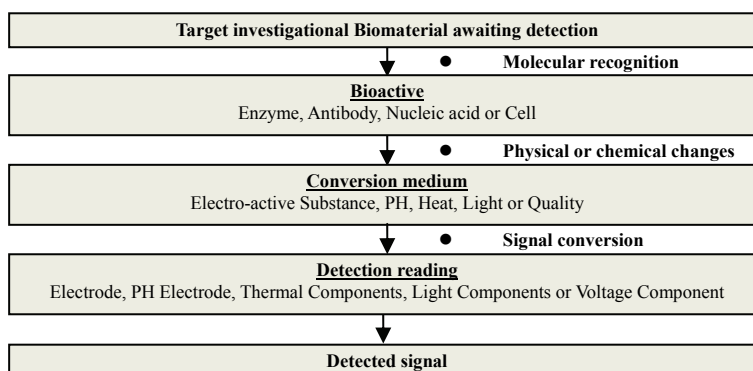 Target investigational Biomaterial awaiting detection
● Molecular recognition
Bioactive
Enzyme, Antibody, Nucleic acid or Cell
● Physical or chemical changes
Conversion medium
Electro-active Substance, PH, Heat, Light or Quality
● Signal conversion
Detection reading
Electrode, PH Electrode, Thermal Components, Light Components or Voltage Component
Detected signal